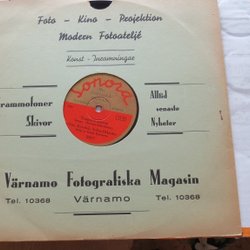 Foto - Kino - Projektion
Modern Fotoateljé
Konst - Inramningar
Sonora
rammofoner
Skivor
Alltid
senaste
Nyheter
Värnamo Fotografiska Magasin
Tel. 10368 Värnamo Tel. 10368